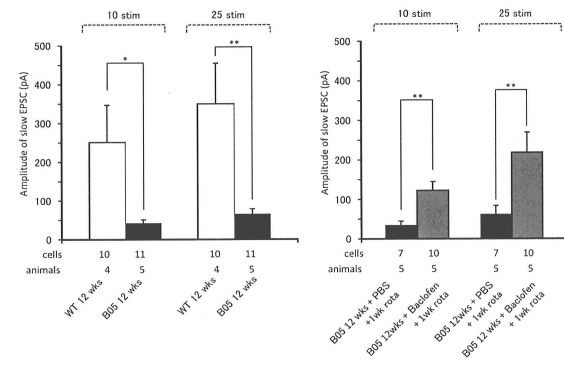 10 stim 25 stim
Amplitude of slow EPSC (pA)
500
400
300
200
100
0
* **
cells 10 11 10 11
animals 4 5 4 5
WT 12 wks B05 12 wks WT 12 wks B05 12 wks
10 stim 25 stim
Amplitude of slow EPSC (pA)
500
400
300
200
100
0
** **
cells 7 10 7 10
animals 5 5 5 5
B05 12 wks + PBS
+1wk rota
B05 12wks + Baclofen
+ 1wk rota
B05 12wks + PBS
+ 1wk rota
B05 12 wks + Baclofen
+ 1wk rota